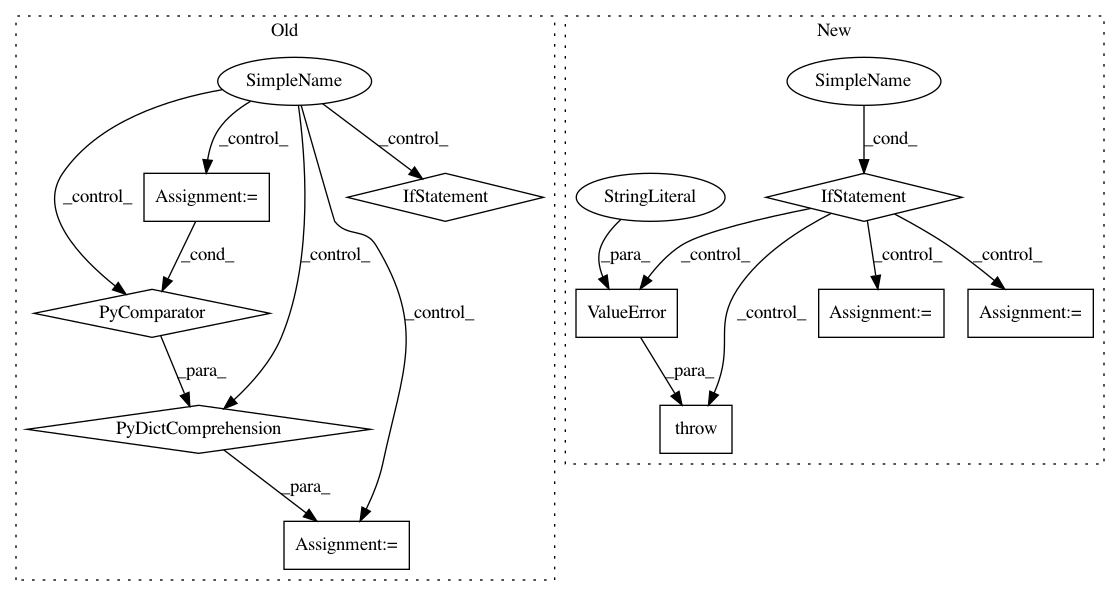 Old
New
SimpleName
SimpleName
_control_
_control_
_cond_
_control_
Assignment:=
IfStatement
StringLiteral
IfStatement
_cond_
_control_
_para_
_control_
_control_
_control_
PyComparator
_control_
_control_
ValueError
Assignment:=
Assignment:=
_para_
_para_
PyDictComprehension
throw
_para_
Assignment:=